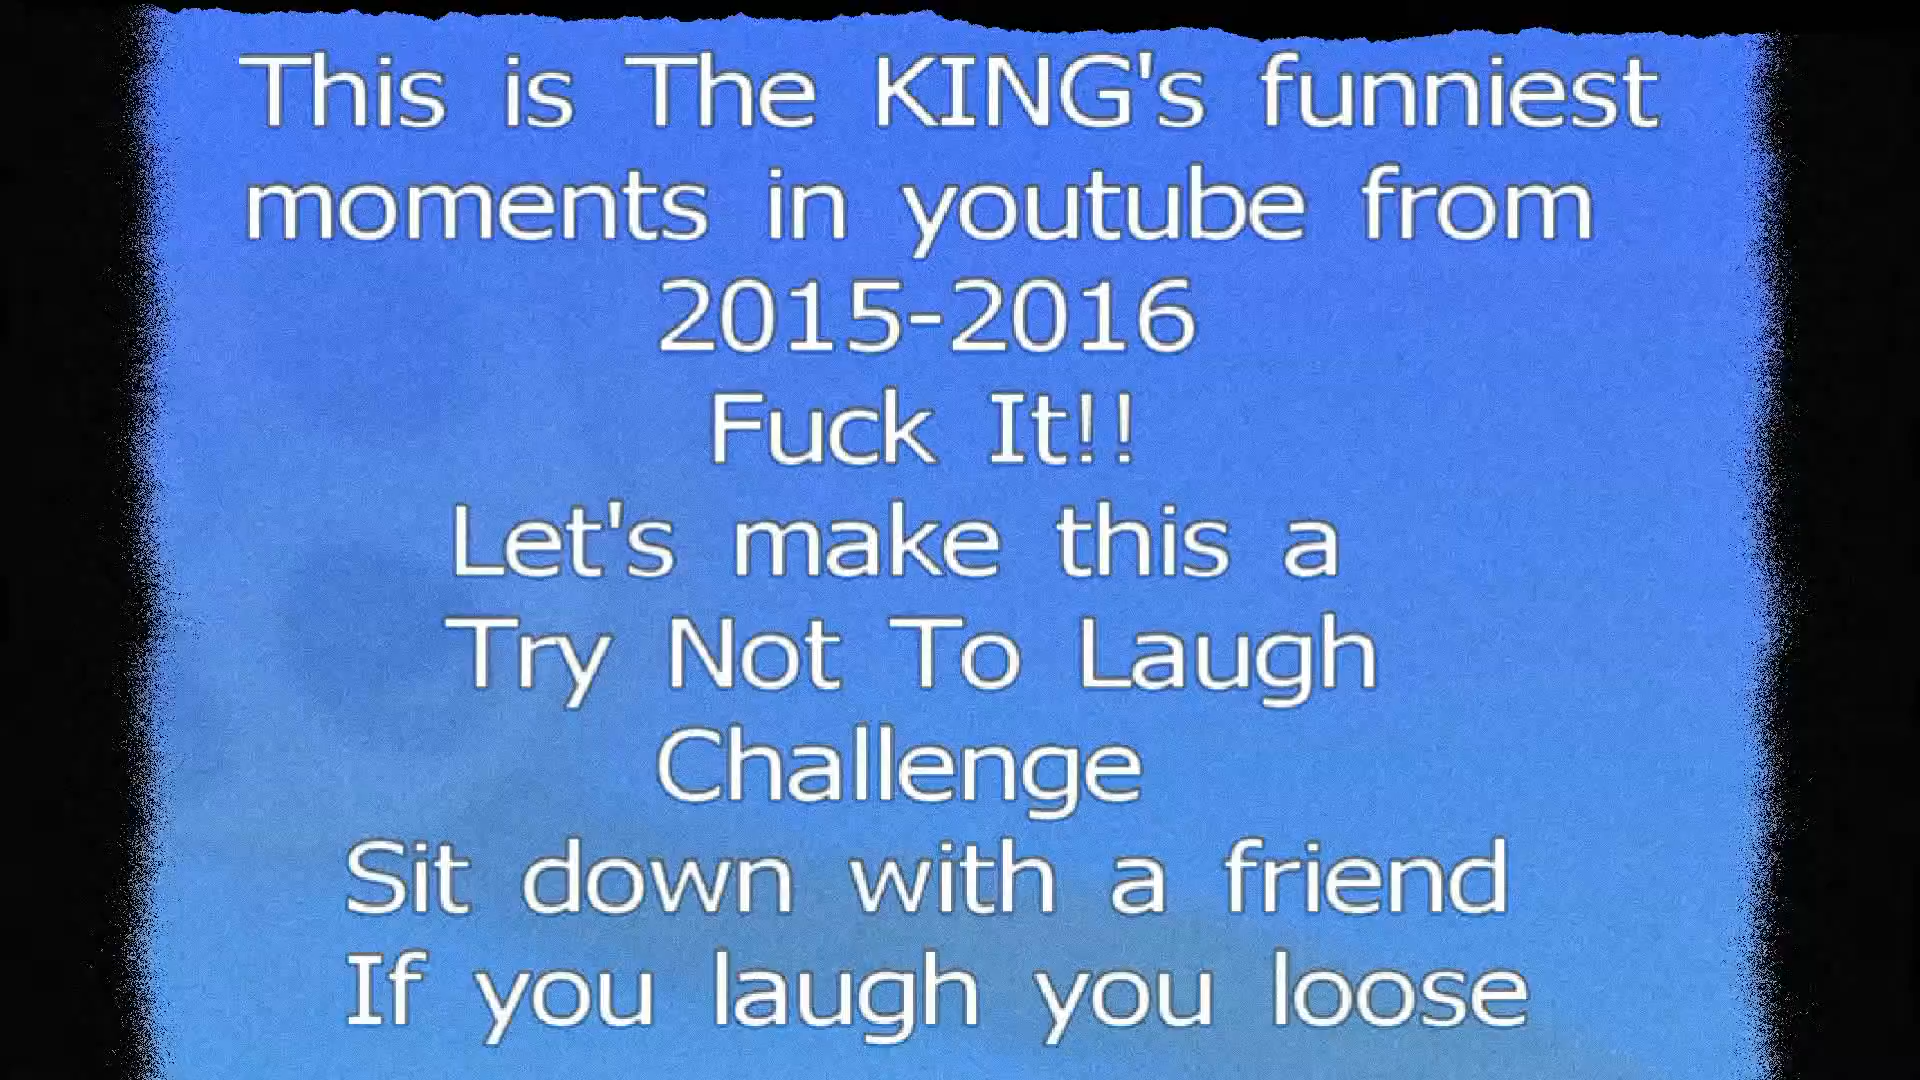 This is The KING's funniest
moments in youtube from
2015-2016
Fuck It!!
Let's make this a
Try Not To Laugh
Challenge
Sit down with a friend
If you laugh you loose